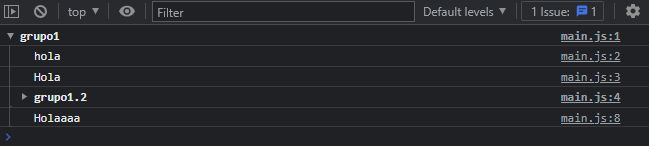 top Filter Default levels 1 Issue: 1
grupo1 main.js:1
hola main.js:2
Hola main.js:3
grupo1.2 main.js:4
Holaaaa main.js:8